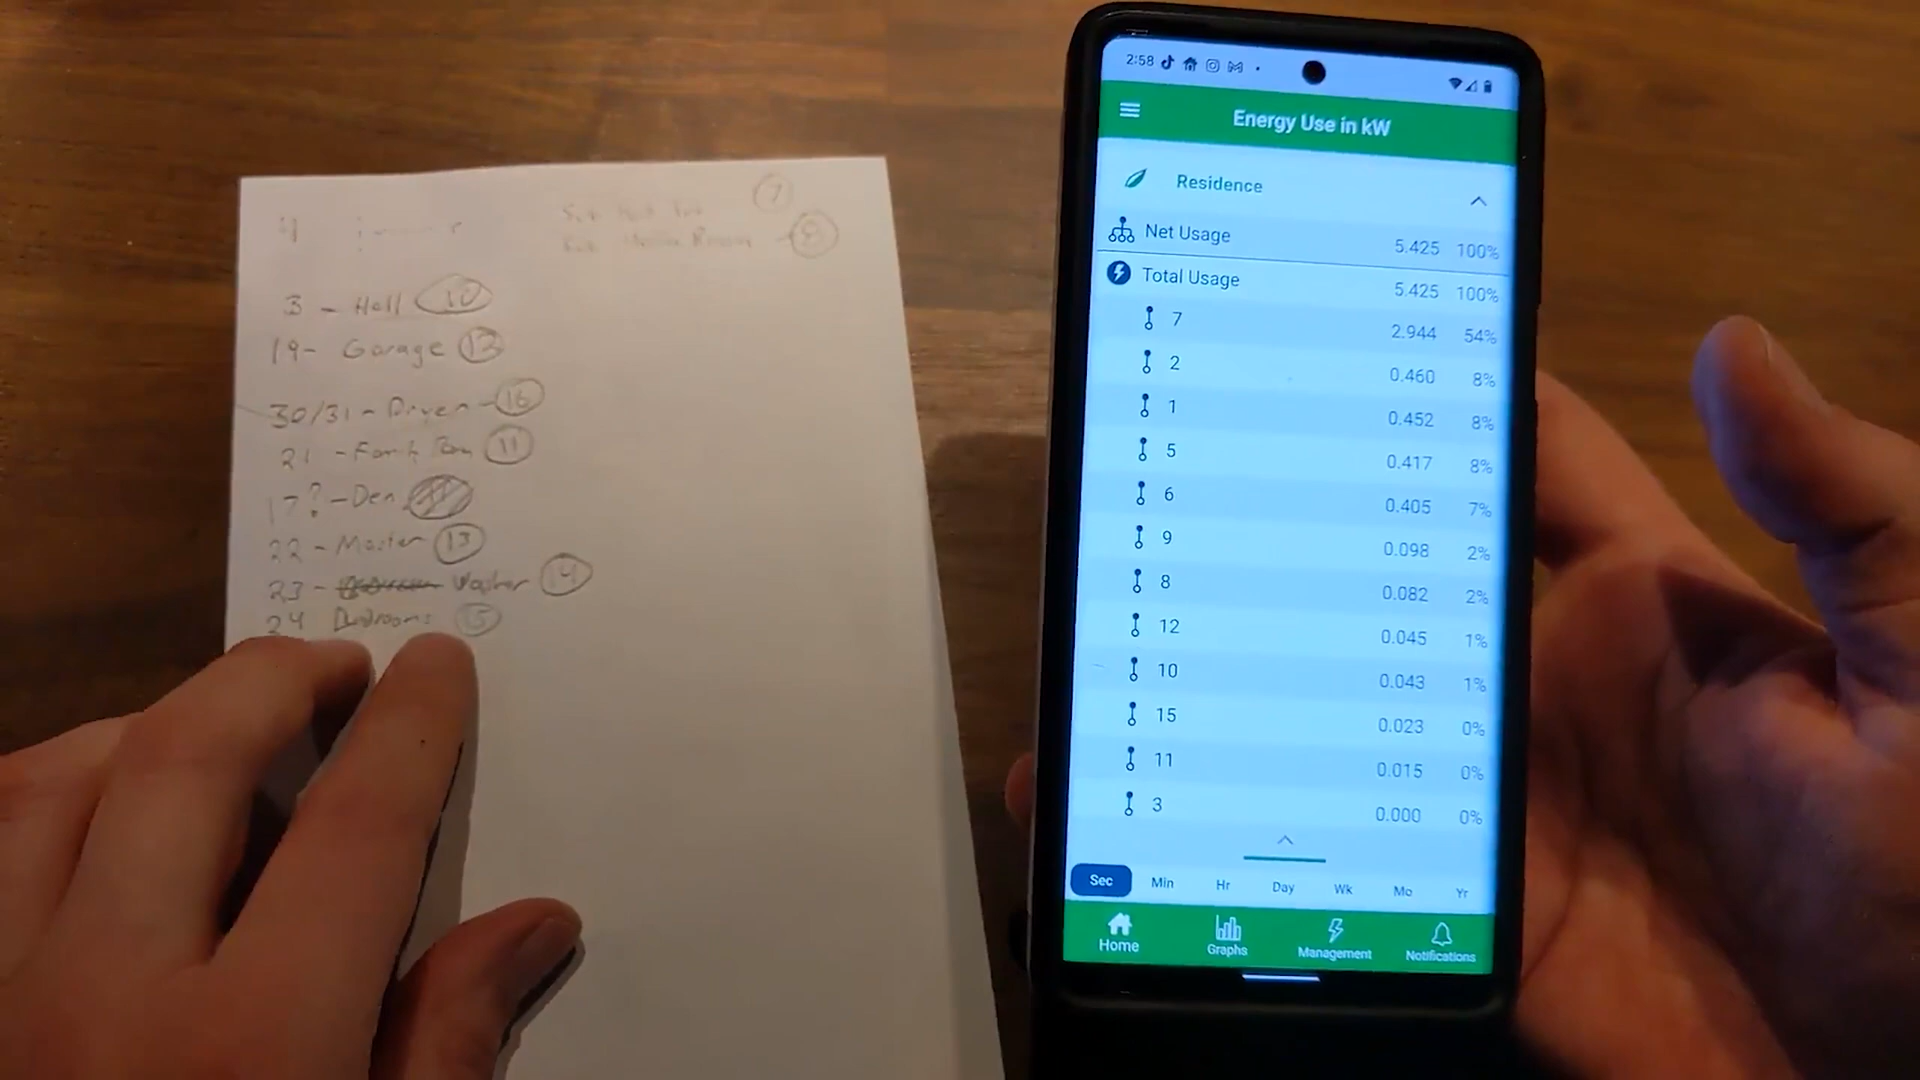 3 - Hall 10
19- Garage 12
30/31 - Dryer - 16
21 - 11
17? - Den
22 - Master 13
23 - Washer 14
24 Bedrooms 15
7
8
2:58
Energy Use in kW
Residence
Net Usage 5.425 100%
Total Usage 5.425 100%
7 2.944 54%
2 0.460 8%
1 0.452 8%
5 0.417 8%
6 0.405 7%
9 0.098 2%
8 0.082 2%
12 0.045 1%
10 0.043 1%
15 0.023 0%
11 0.015 0%
3 0.000 0%
Sec Min Hr Day Wk Mo Yr
Home Graphs Management Notifications